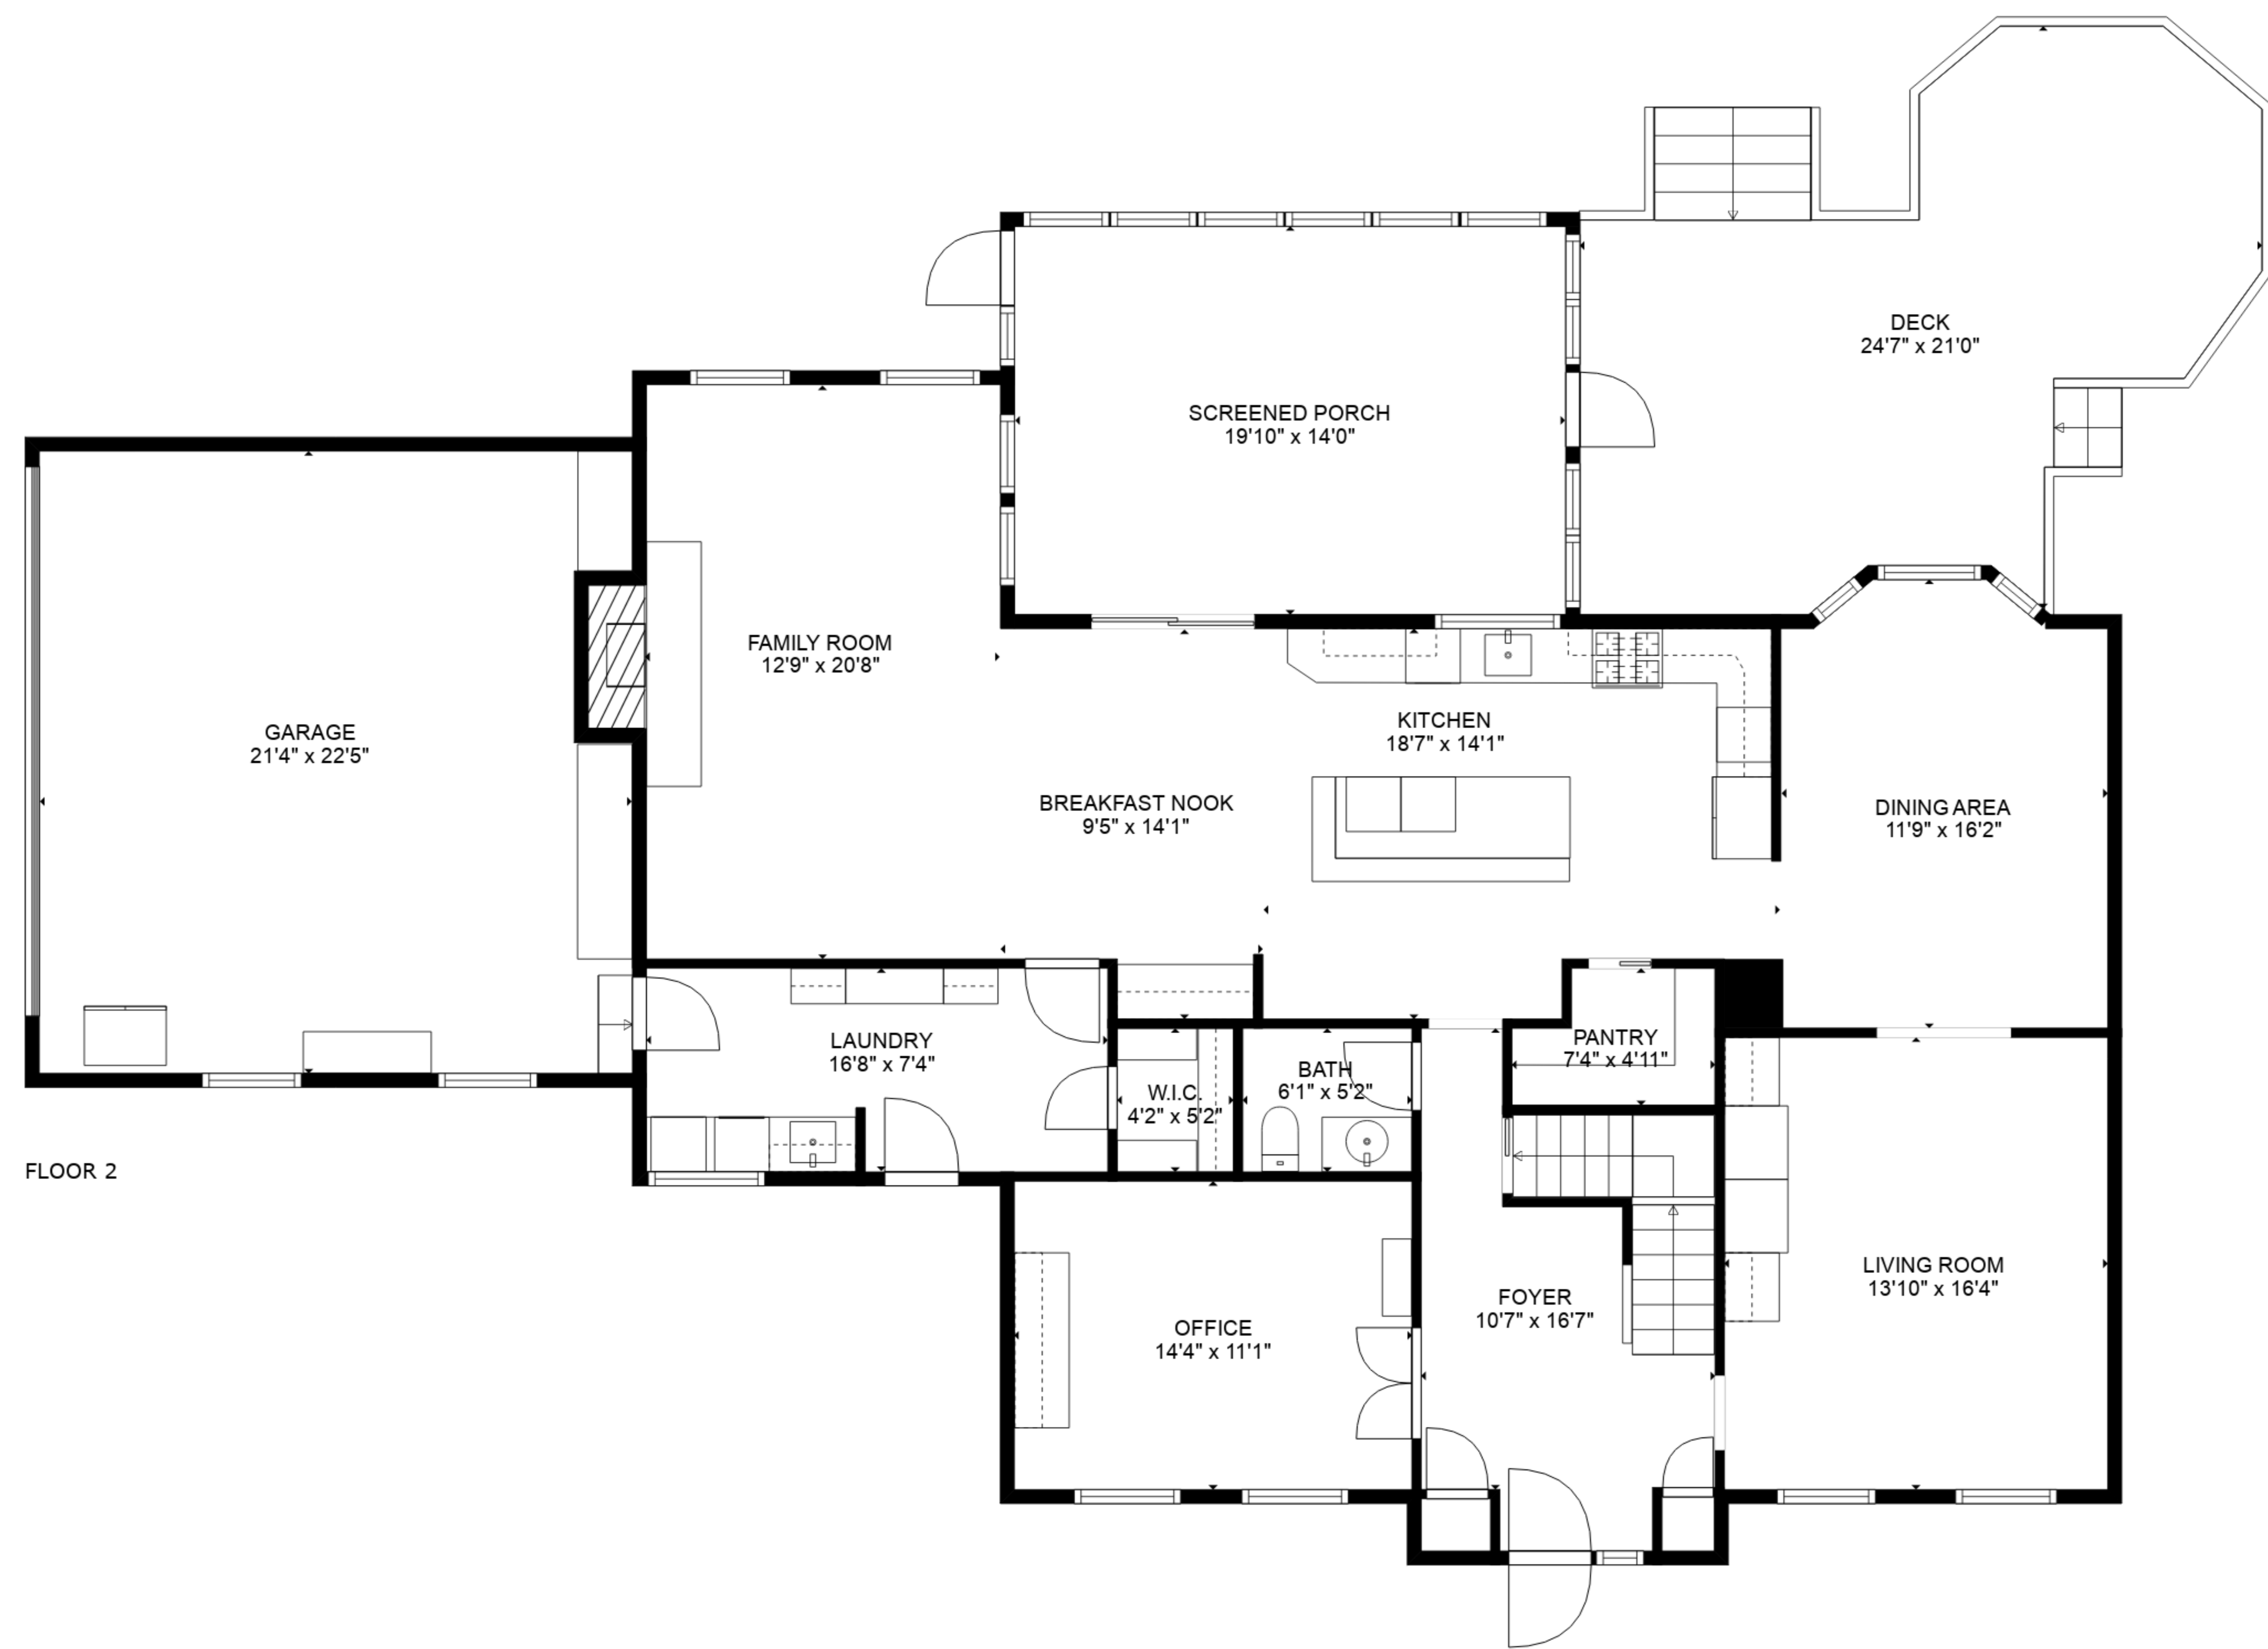 DECK
24'7" x 21'0"
SCREENED PORCH
19'10" x 14'0"
FAMILY ROOM
12'9" x 20'8"
GARAGE
21'4" x 22'5"
KITCHEN
18'7" x 14'1"
BREAKFAST NOOK
9'5" x 14'1"
DINING AREA
11'9" x 16'2"
LAUNDRY
16'8" x 7'4"
PANTRY
7'4" x 4'11"
BATH
6'1" x 5'2"
W.I.C.
4'2" x 5'2"
FLOOR 2
LIVING ROOM
13'10" x 16'4"
FOYER
10'7" x 16'7"
OFFICE
14'4" x 11'1"